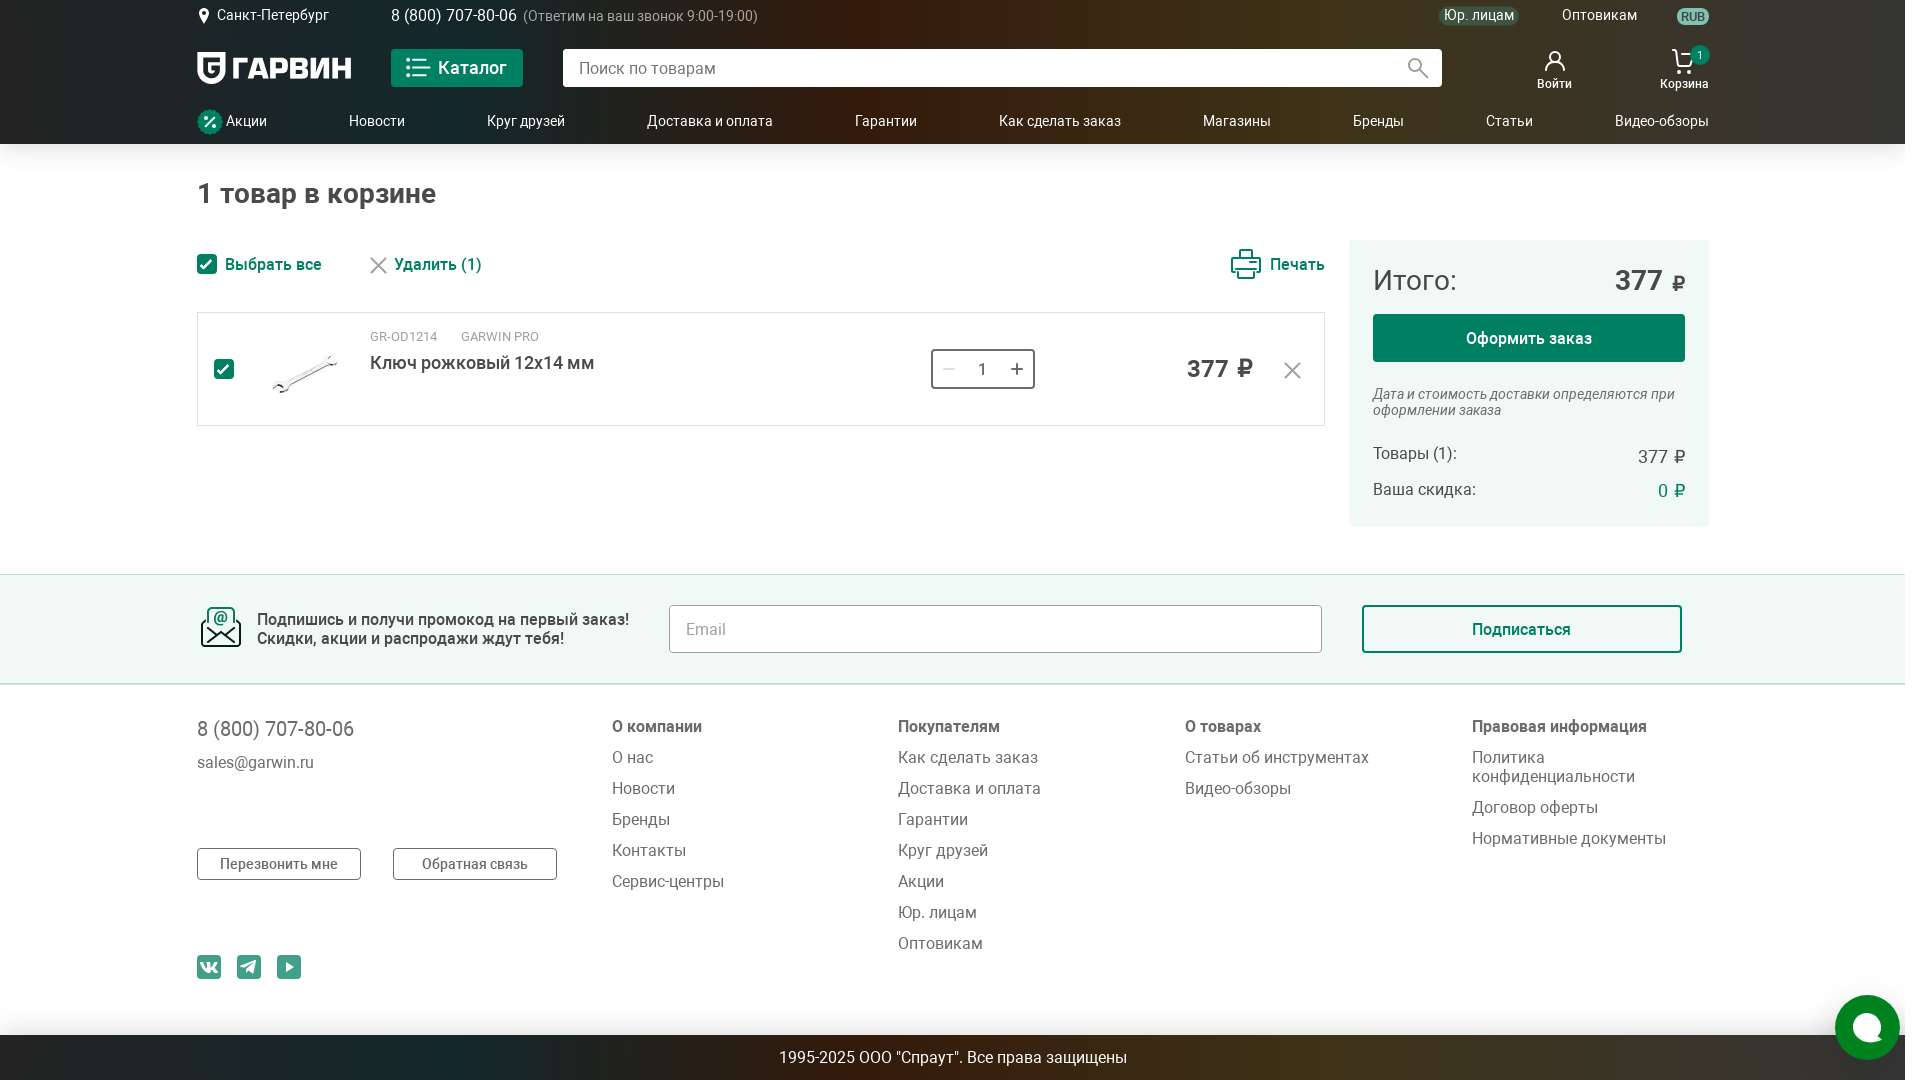 Санкт-Петербург
8 (800) 707-80-06 (Ответим на ваш звонок 9:00-19:00)
Юр. лицам
Оптовикам
RUB
ГАРВИН
Каталог
Поиск по товарам
Войти
1
Корзина
Акции
Новости
Круг друзей
Доставка и оплата
Гарантии
Как сделать заказ
Магазины
Бренды
Статьи
Видео-обзоры
1 товар в корзине
Выбрать все
Удалить (1)
Печать
GR-OD1214 GARWIN PRO
Ключ рожковый 12х14 мм
1
377 ₽
Итого: 377 ₽
Оформить заказ
Дата и стоимость доставки определяются при
оформлении заказа
Товары (1): 377 ₽
Ваша скидка: 0 ₽
Подпишись и получи промокод на первый заказ!
Скидки, акции и распродажи ждут тебя!
Email
Подписаться
8 (800) 707-80-06
sales@garwin.ru
Перезвонить мне
Обратная связь
О компании
О нас
Новости
Бренды
Контакты
Сервис-центры
Покупателям
Как сделать заказ
Доставка и оплата
Гарантии
Круг друзей
Акции
Юр. лицам
Оптовикам
О товарах
Статьи об инструментах
Видео-обзоры
Правовая информация
Политика
конфиденциальности
Договор оферты
Нормативные документы
1995-2025 ООО "Спраут". Все права защищены